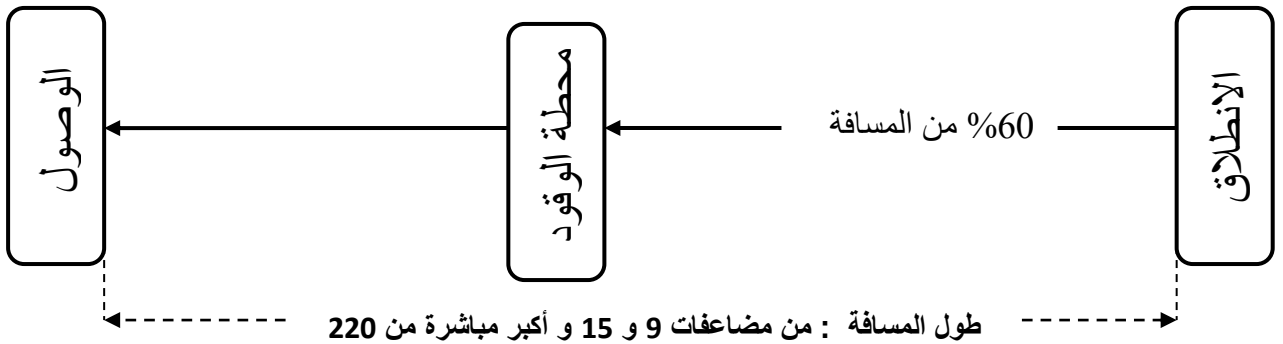 الانطلاق
60% من المسافة
محطة الوقود
الوصول
طول المسافة : من مضاعفات 9 و 15 و أكبر مباشرة من 220